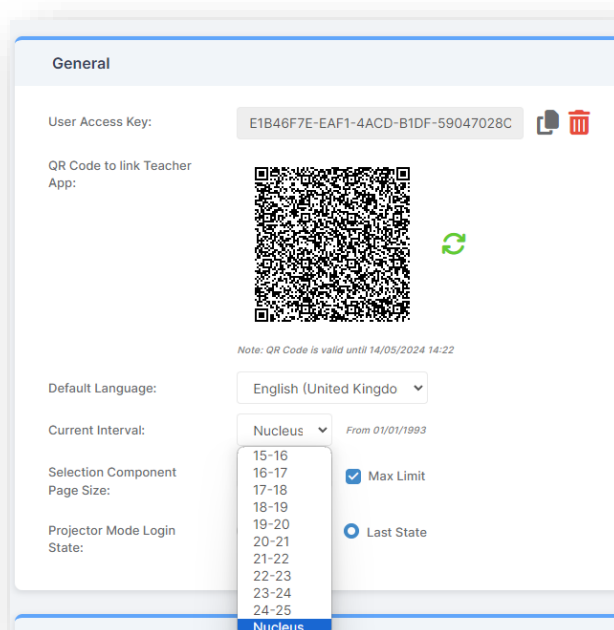 General
User Access Key:
E1B46F7E-EAF1-4ACD-B1DF-59047028C
QR Code to link Teacher
App:
Note: QR Code is valid until 14/05/2024 14:22
Default Language:
English (United Kingdo
Current Interval:
Nucleus
From 01/01/1993
15-16
Selection Component
Page Size:
16-17
Max Limit
17-18
18-19
19-20
Projector Mode Login
State:
20-21
Last State
21-22
22-23
23-24
24-25
Nucleus